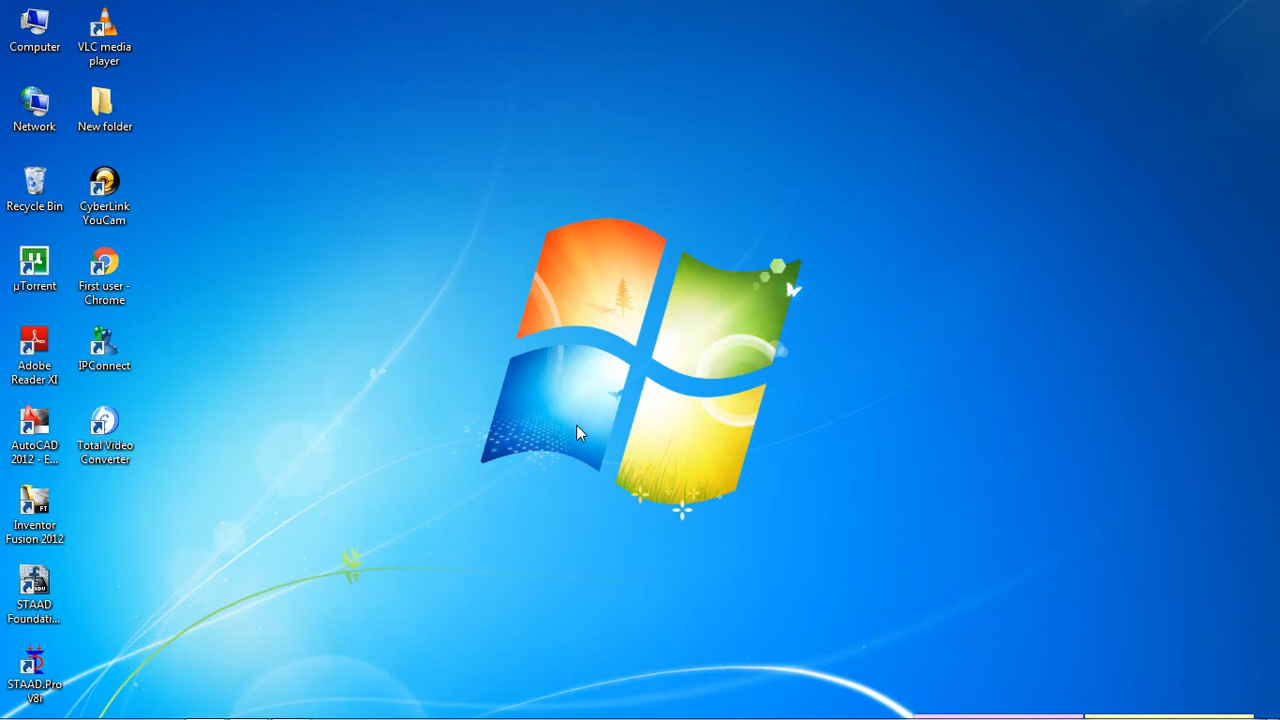 Computer
VLC media
player
Network
New folder
Recycle Bin
CyberLink
YouCam
µTorrent
First user -
Chrome
Adobe
Reader XI
IPConnect
AutoCAD
2012 - E...
Total Video
Converter
Inventor
Fusion 2012
STAAD
Foundati...
STAAD.Pro
V8i